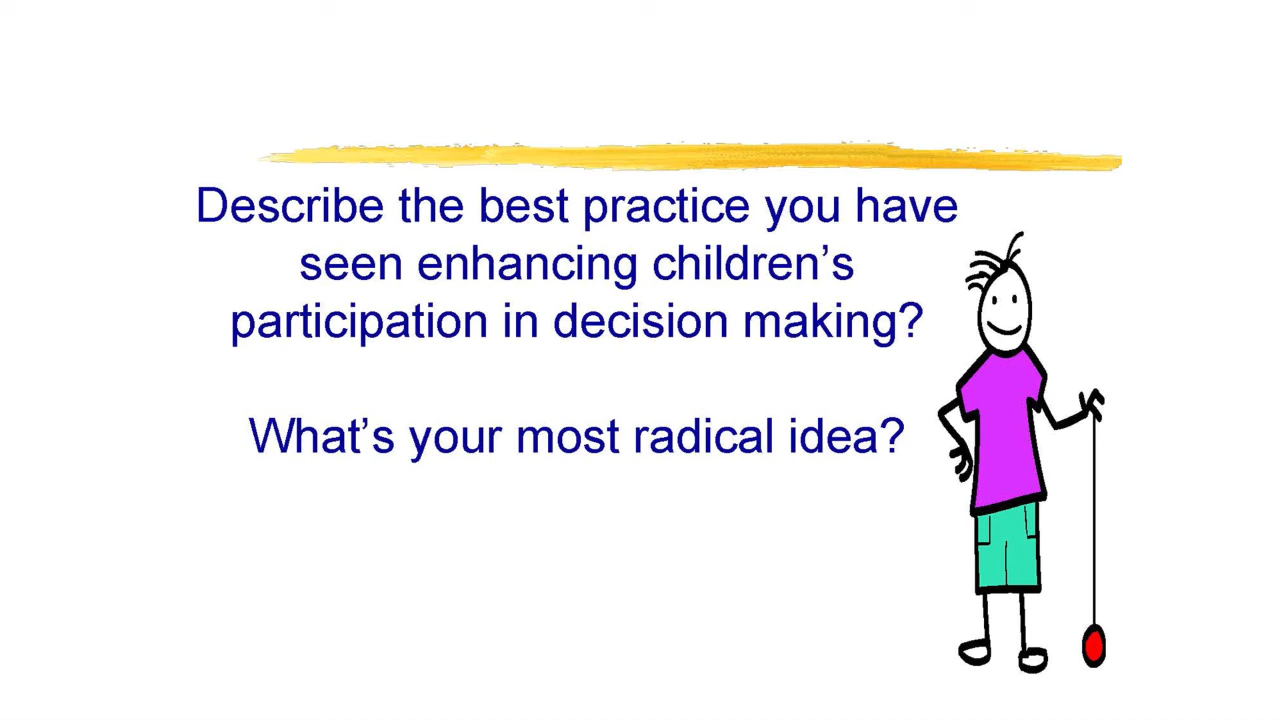 Describe the best practice you have
seen enhancing children’s
participation in decision making?
What’s your most radical idea?